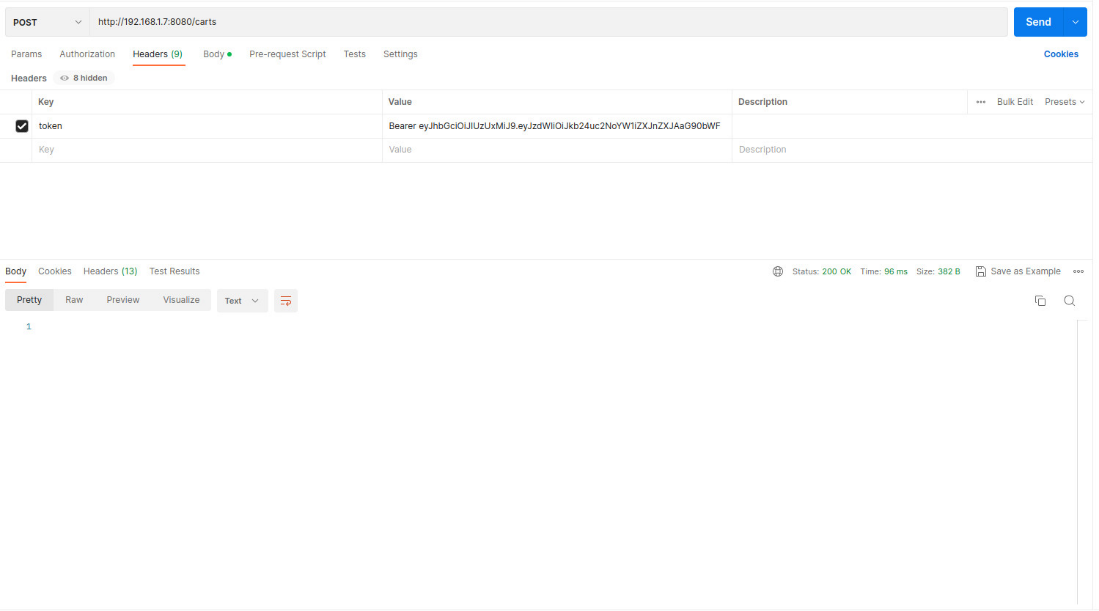 POST http://192.168.1.7:8080/carts Send
Params Authorization Headers (9) Body Pre-request Script Tests Settings Cookies
Headers 8 hidden
Key Value Description Bulk Edit Presets
token Bearer eyJhbGciOiJIUzUxMiJ9.eyJzdWIiOiJkb24uc2NoYW1iZXJnZXJAaG90bWF
Key Value Description
Body Cookies Headers (13) Test Results Status: 200 OK Time: 96 ms Size: 382 B Save as Example
Pretty Raw Preview Visualize Text
1